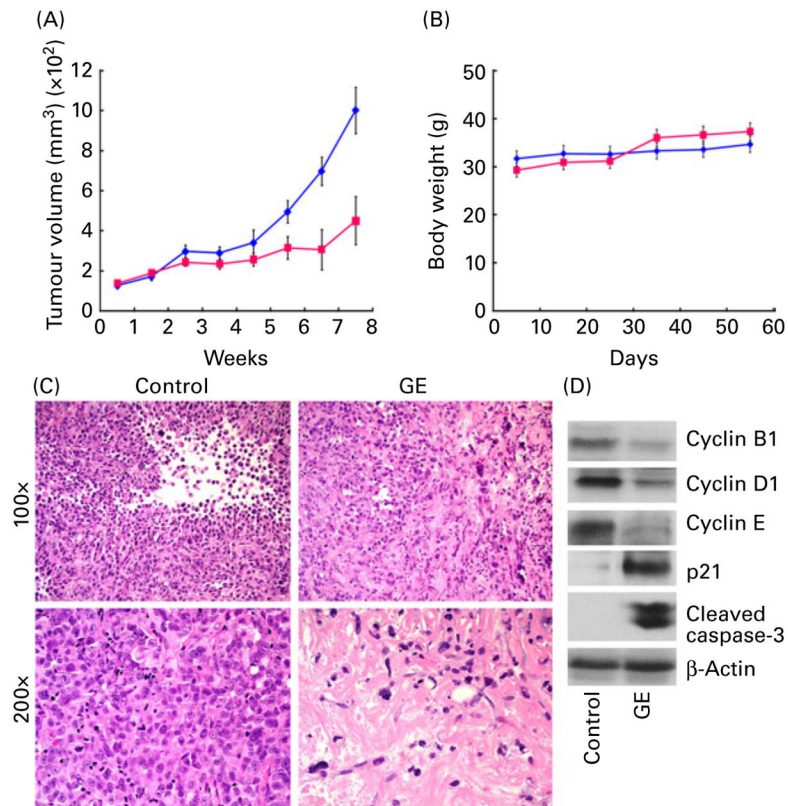 (A)
Tumour volume (mm³) (×10²)
12
10
8
6
4
2
0
0 1 2 3 4 5 6 7 8
Weeks
(B)
Body weight (g)
50
40
30
20
10
0
0 10 20 30 40 50 60
Days
(C)
Control
GE
100×
200×
(D)
Cyclin B1
Cyclin D1
Cyclin E
p21
Cleaved
caspase-3
β-Actin
Control
GE